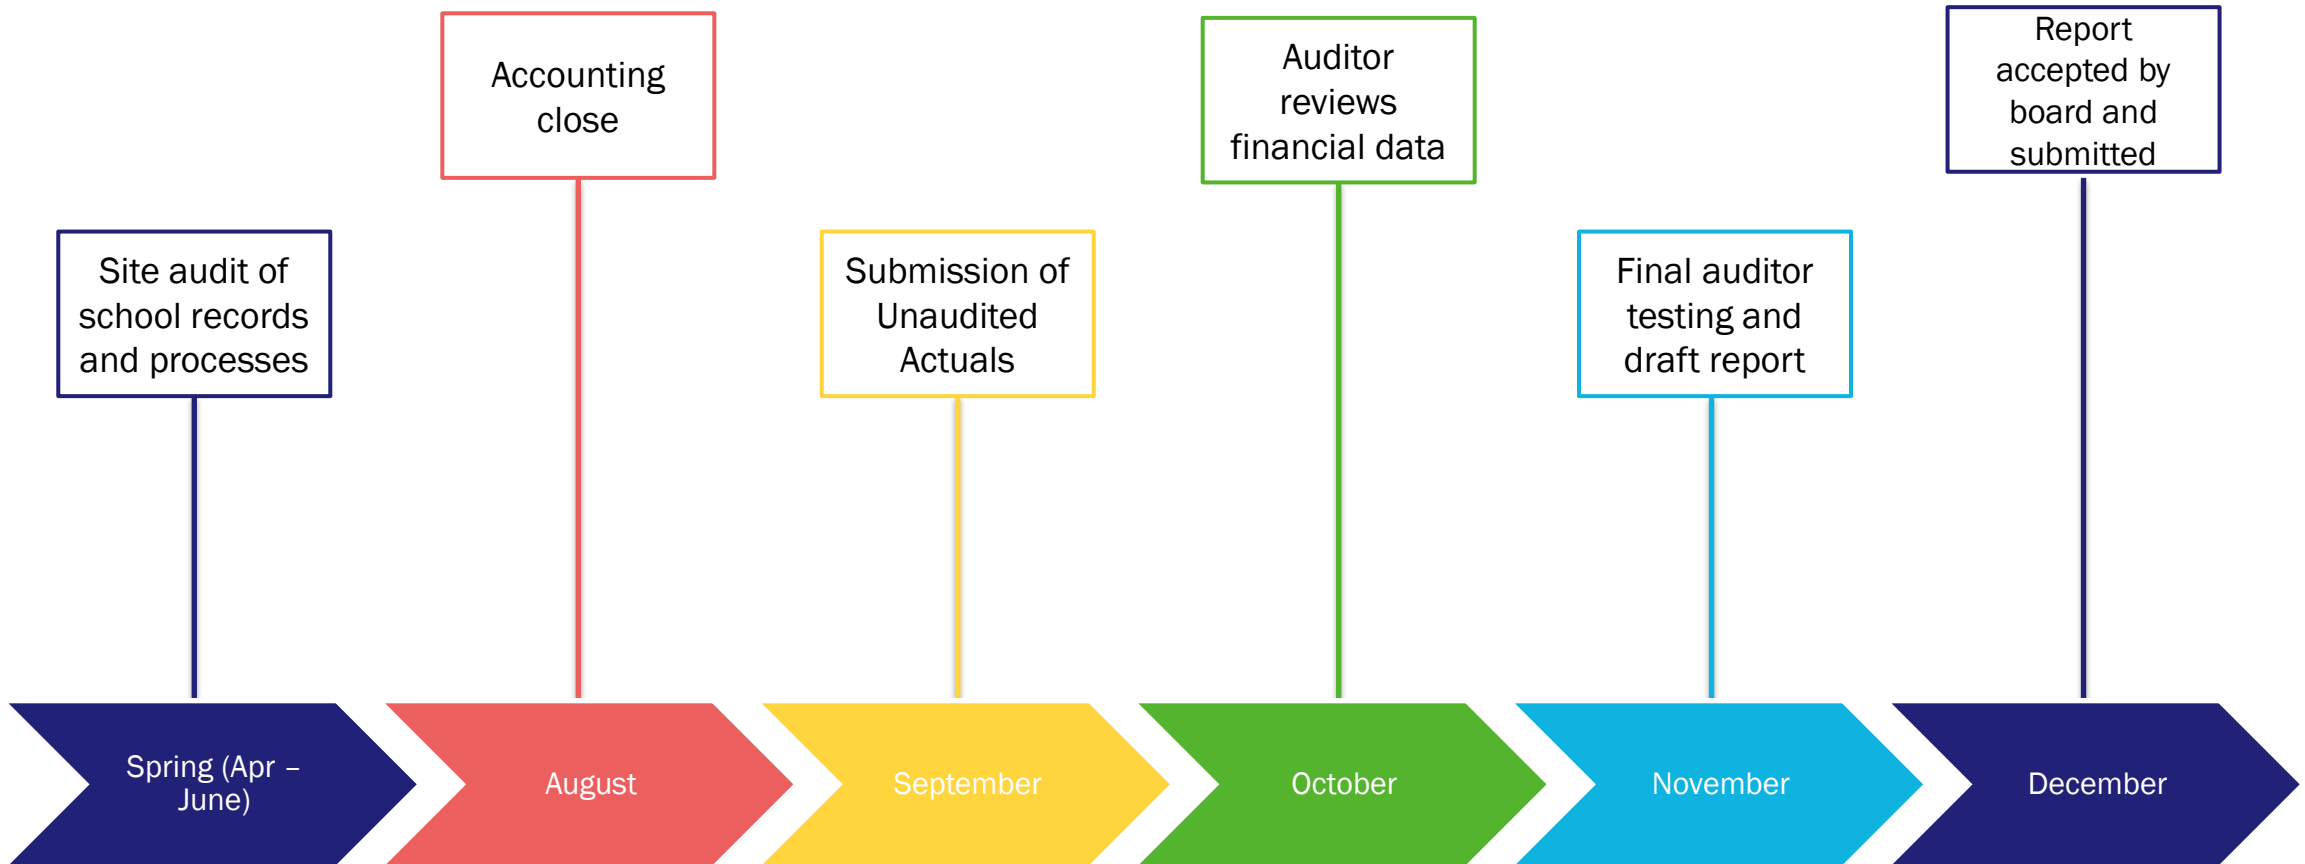 Site audit of
school records
and processes
Accounting
close
Submission of
Unaudited
Actuals
Auditor
reviews
financial data
Final auditor
testing and
draft report
Report
accepted by
board and
submitted
Spring (Apr –
June)
August
September
October
November
December